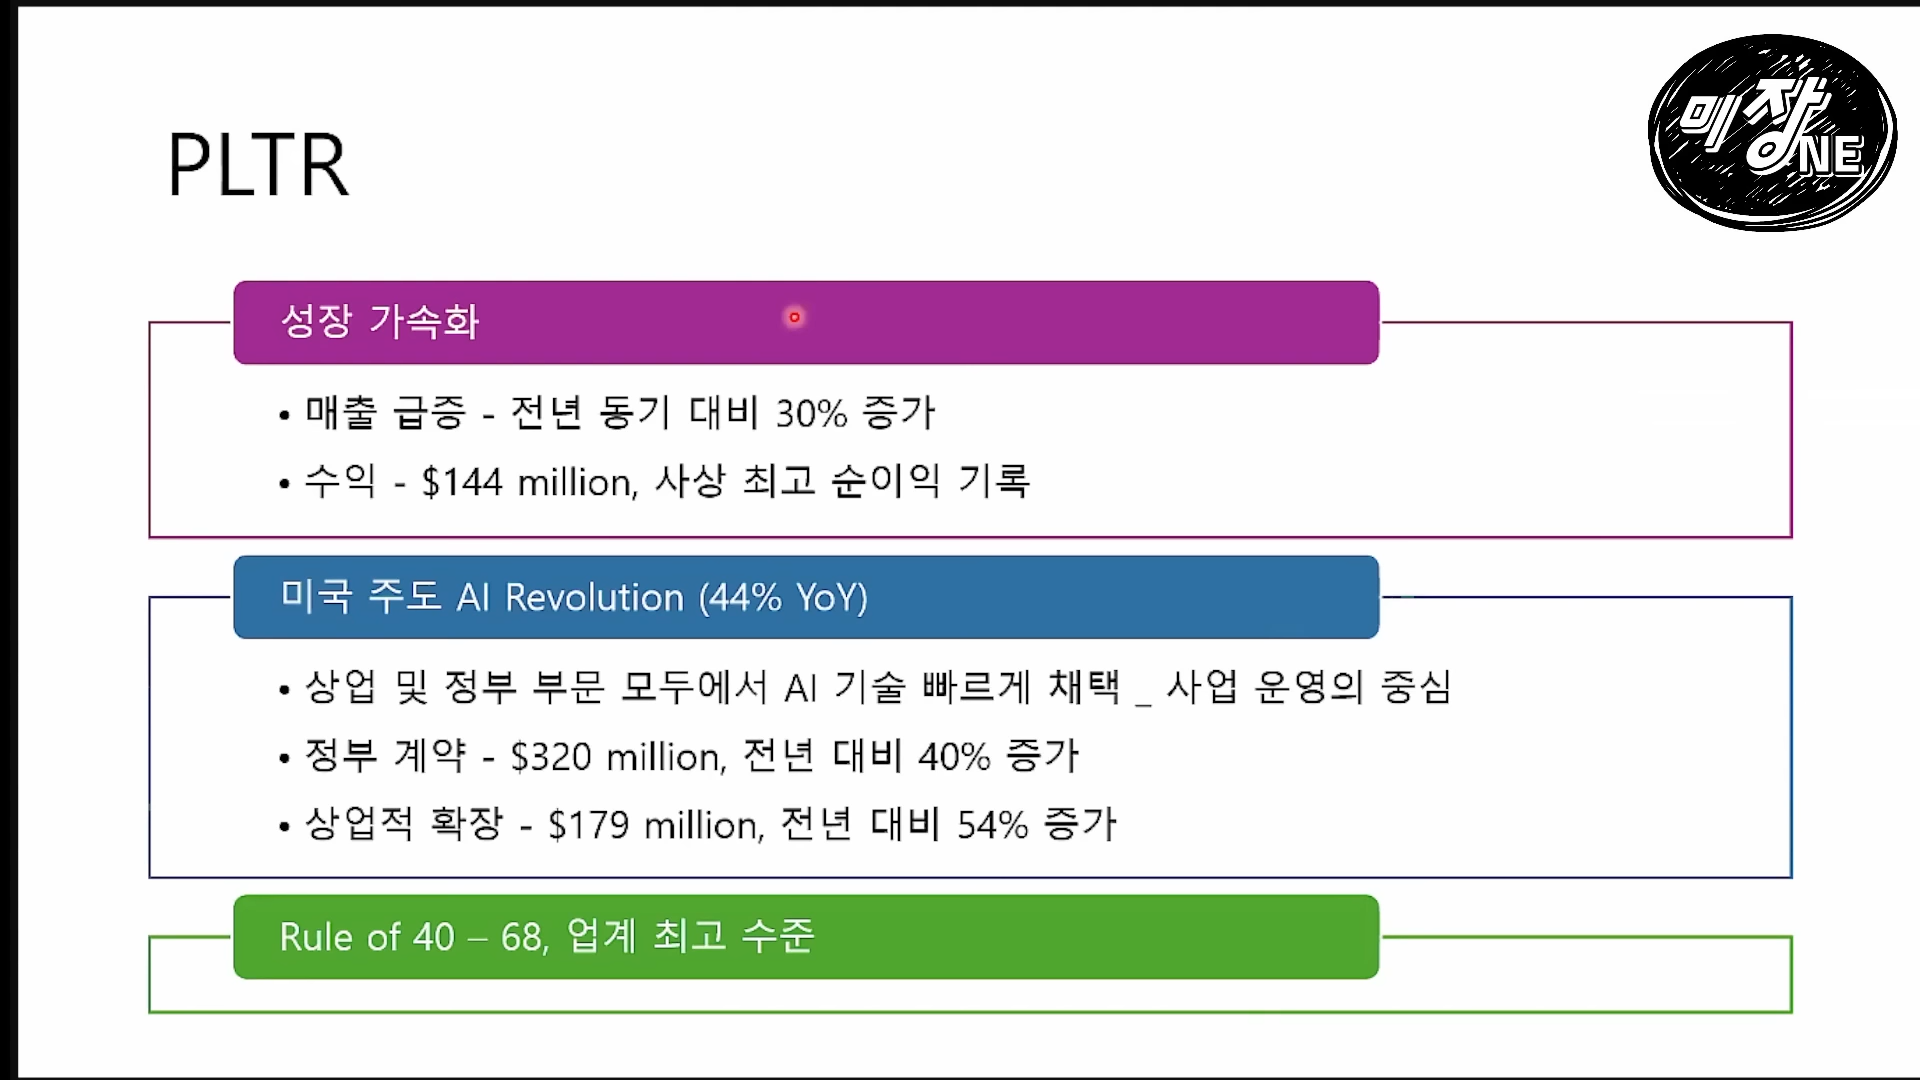 미장NE
PLTR
성장 가속화
• 매출 급증 - 전년 동기 대비 30% 증가
• 수익 - $144 million, 사상 최고 순이익 기록
미국 주도 AI Revolution (44% YoY)
• 상업 및 정부 부문 모두에서 AI 기술 빠르게 채택 _ 사업 운영의 중심
• 정부 계약 - $320 million, 전년 대비 40% 증가
• 상업적 확장 - $179 million, 전년 대비 54% 증가
Rule of 40 – 68, 업계 최고 수준